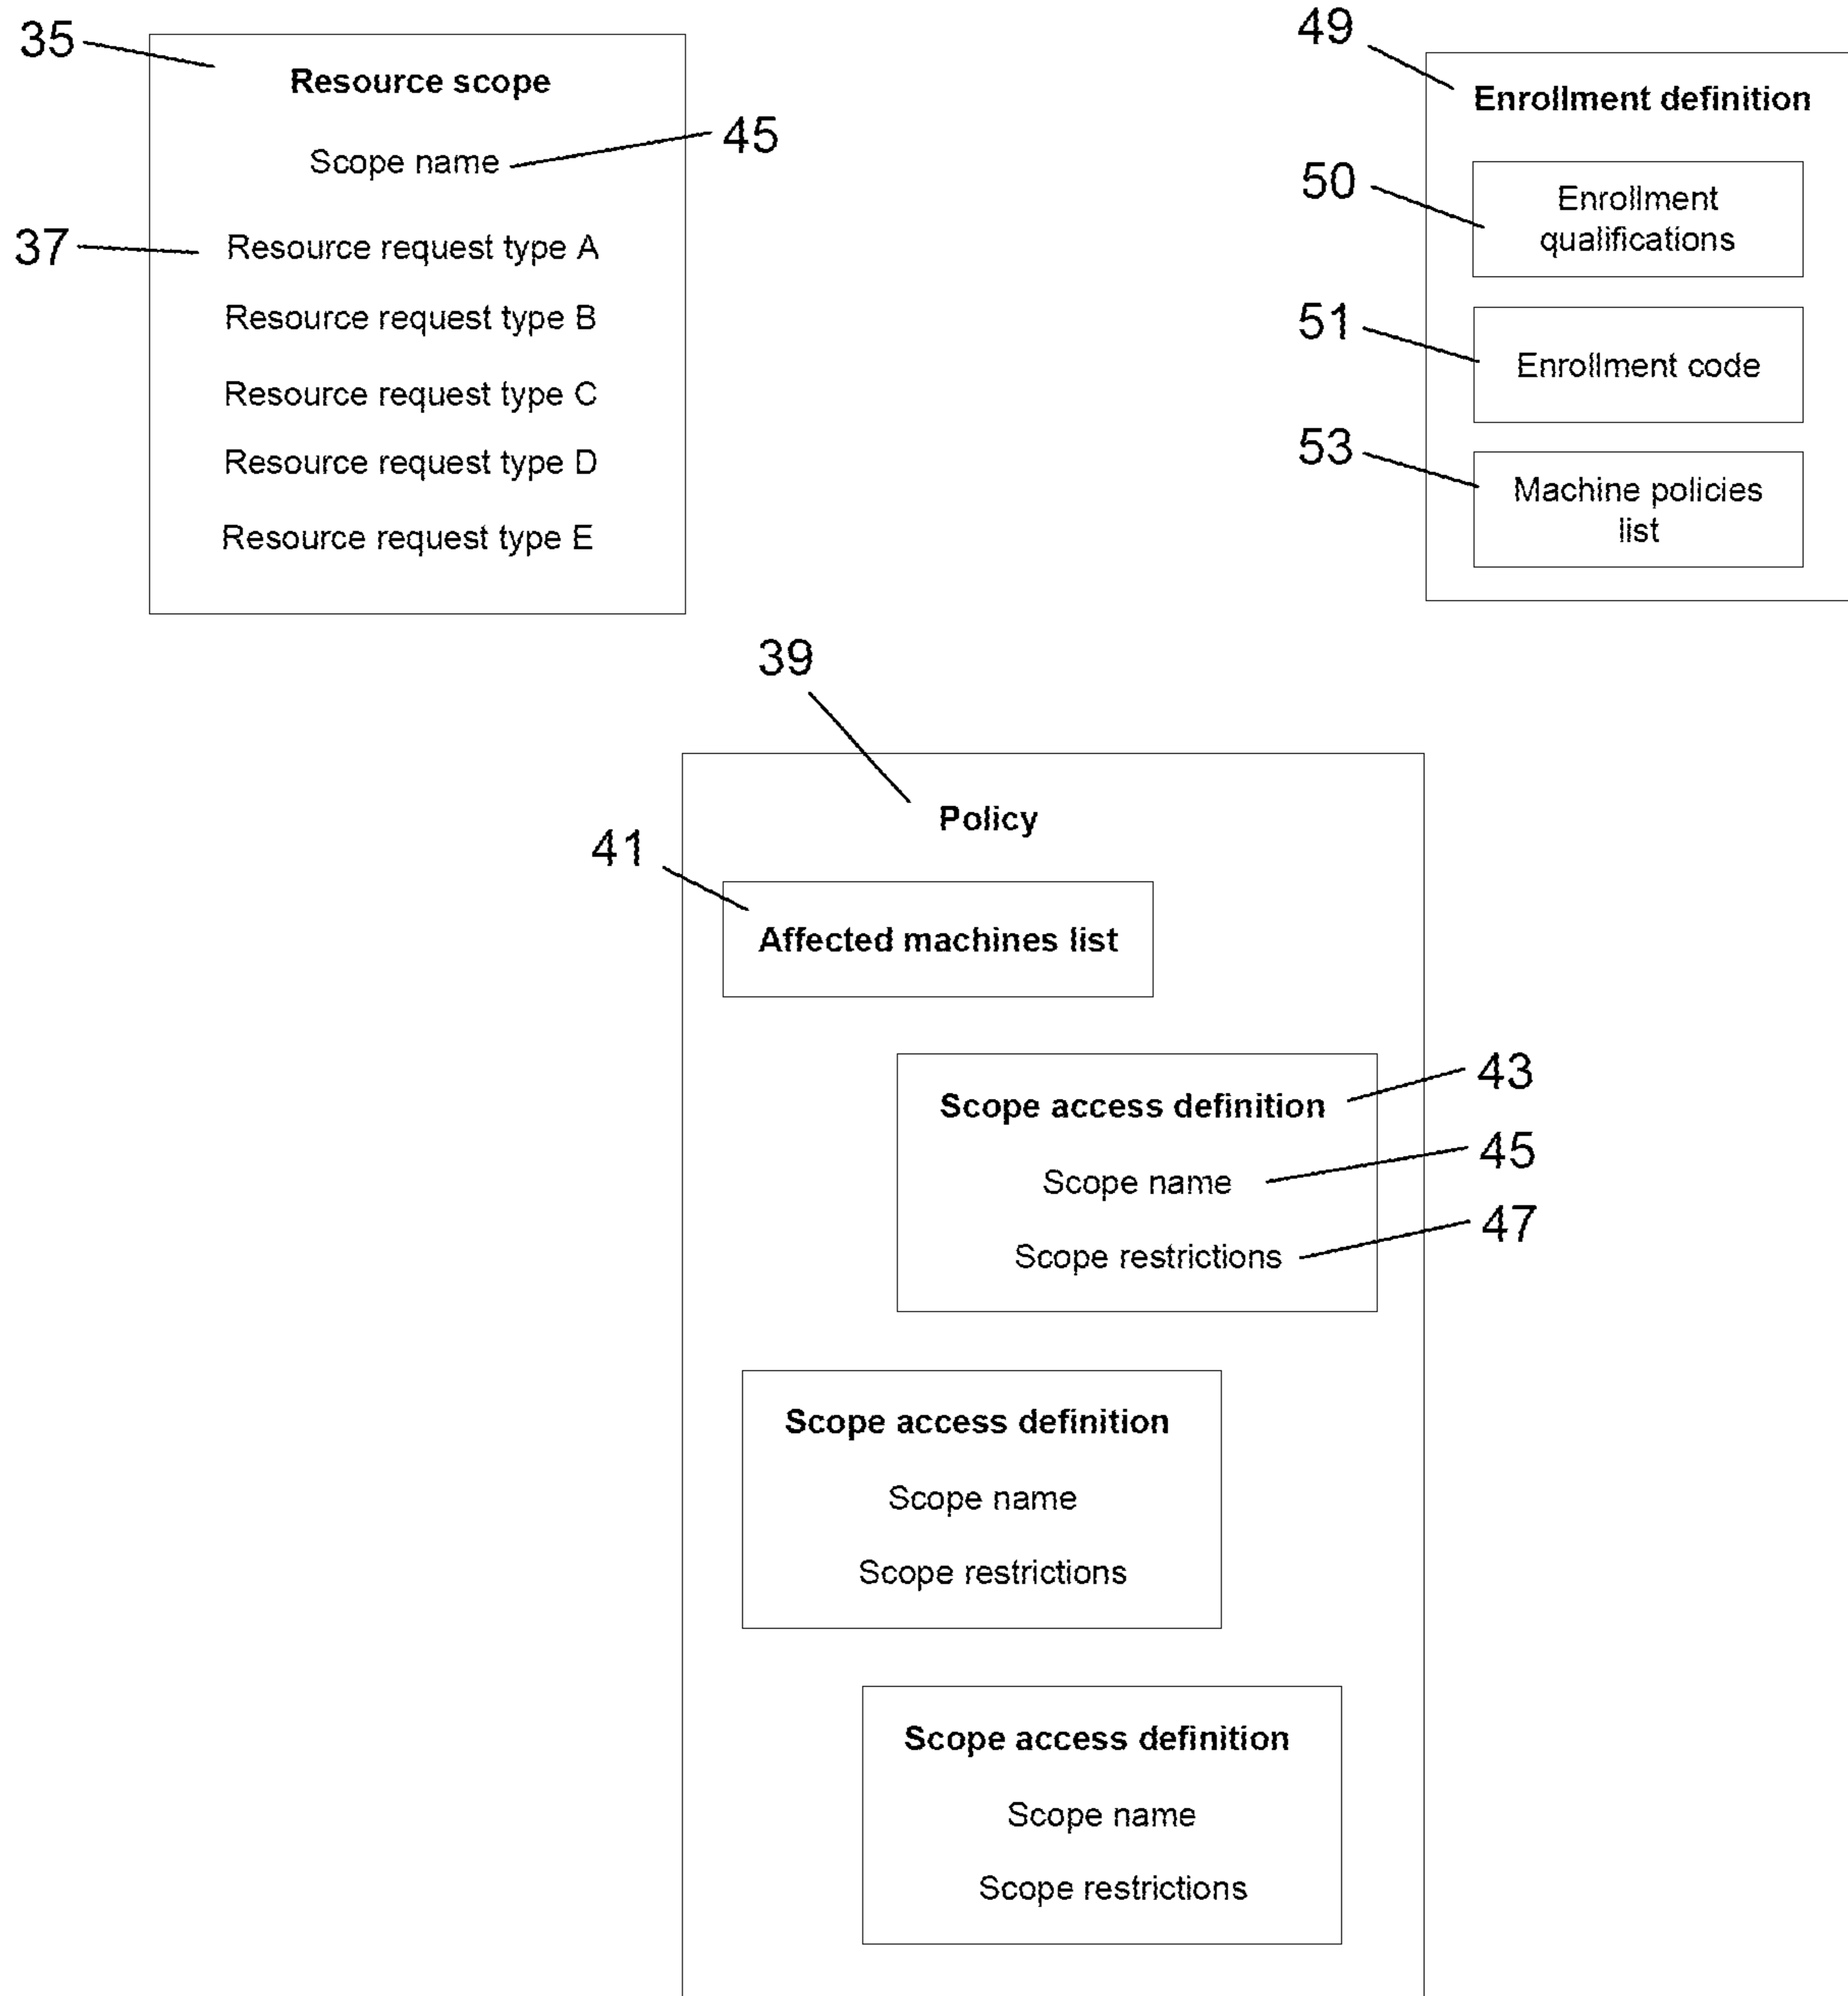 35
Resource scope
Scope name
45
37
Resource request type A
Resource request type B
Resource request type C
Resource request type D
Resource request type E
49
Enrollment definition
50
Enrollment
qualifications
51
Enrollment code
53
Machine policies
list
39
Policy
41
Affected machines list
43
Scope access definition
45
Scope name
47
Scope restrictions
Scope access definition
Scope name
Scope restrictions
Scope access definition
Scope name
Scope restrictions